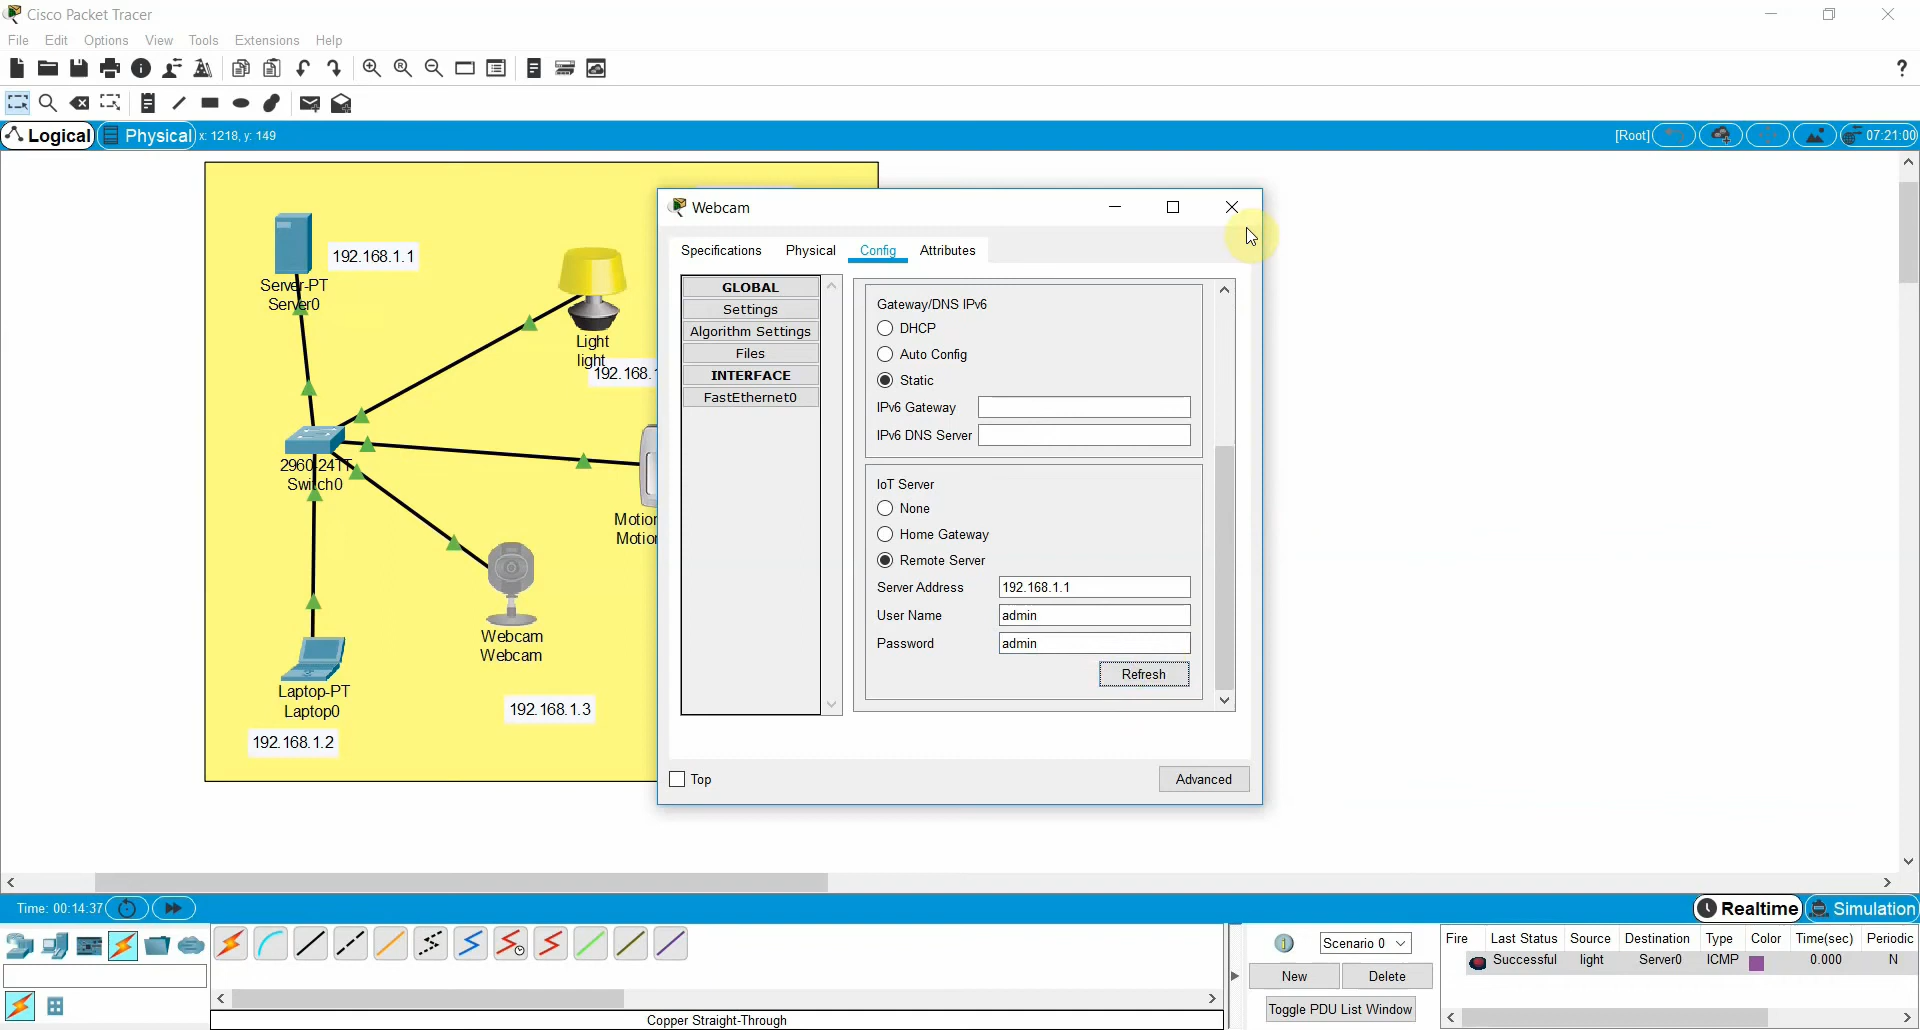 Cisco Packet Tracer
File Edit Options View Tools Extensions Help
?
Logical Physical x: 1218, y: 149 [Root] 07:21:00
Webcam
Specifications Physical Config Attributes
GLOBAL
Settings
Algorithm Settings
Files
INTERFACE
FastEthernet0
Gateway/DNS IPv6
DHCP
Auto Config
Static
IPv6 Gateway
IPv6 DNS Server
IoT Server
None
Home Gateway
Remote Server
Server Address 192.168.1.1
User Name admin
Password admin
Refresh
Top
Advanced
192.168.1.1
Server-PT
Server0
Light
light
192.168.
2960-24TT
Switch0
Motion
Motion
Webcam
Webcam
Laptop-PT
Laptop0
192.168.1.3
192.168.1.2
Time: 00:14:37
Realtime Simulation
Scenario 0
New Delete
Toggle PDU List Window
Fire Last Status Source Destination Type Color Time(sec) Periodic
Successful light Server0 ICMP 0.000 N
Copper Straight-Through